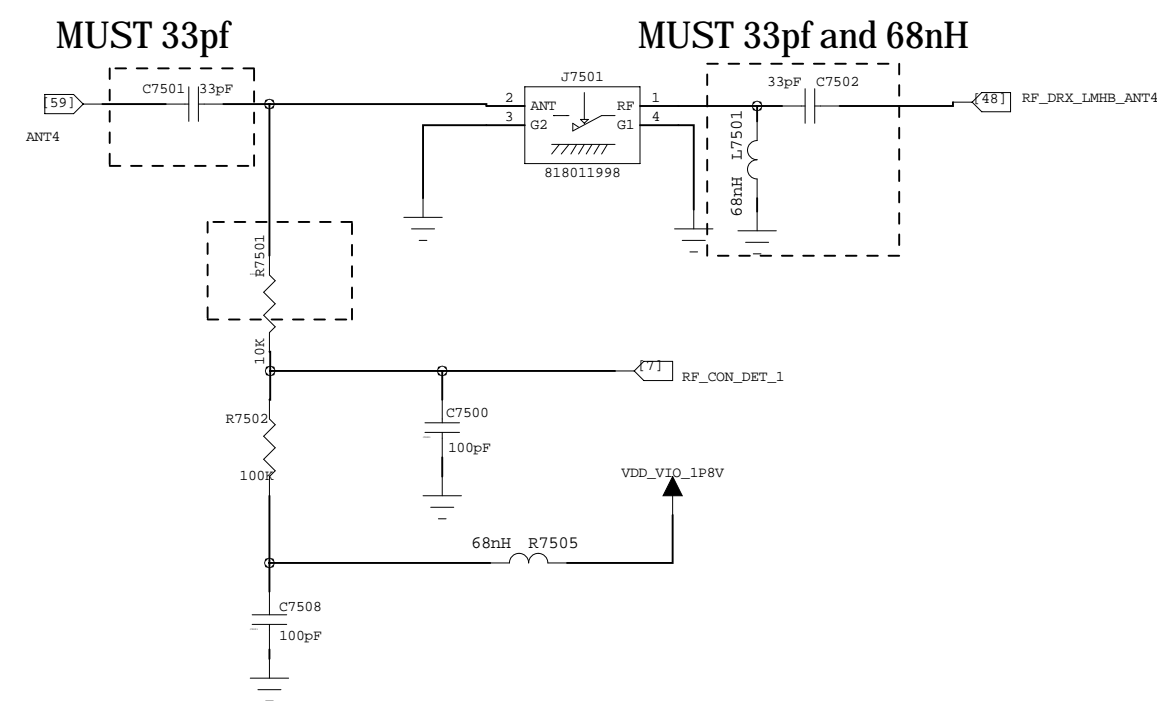 MUST 33pf
MUST 33pf and 68nH
C7501 33pF
[59]
ANT4
J7501
2 ANT RF 1
3 G2 G1 4
818011998
33pF C7502
[48] RF_DRX_LMHB_ANT4
68nH L7501
R7501
10K
[7] RF_CON_DET_1
R7502
100K
C7500
100pF
VDD_VIO_1P8V
68nH R7505
C7508
100pF